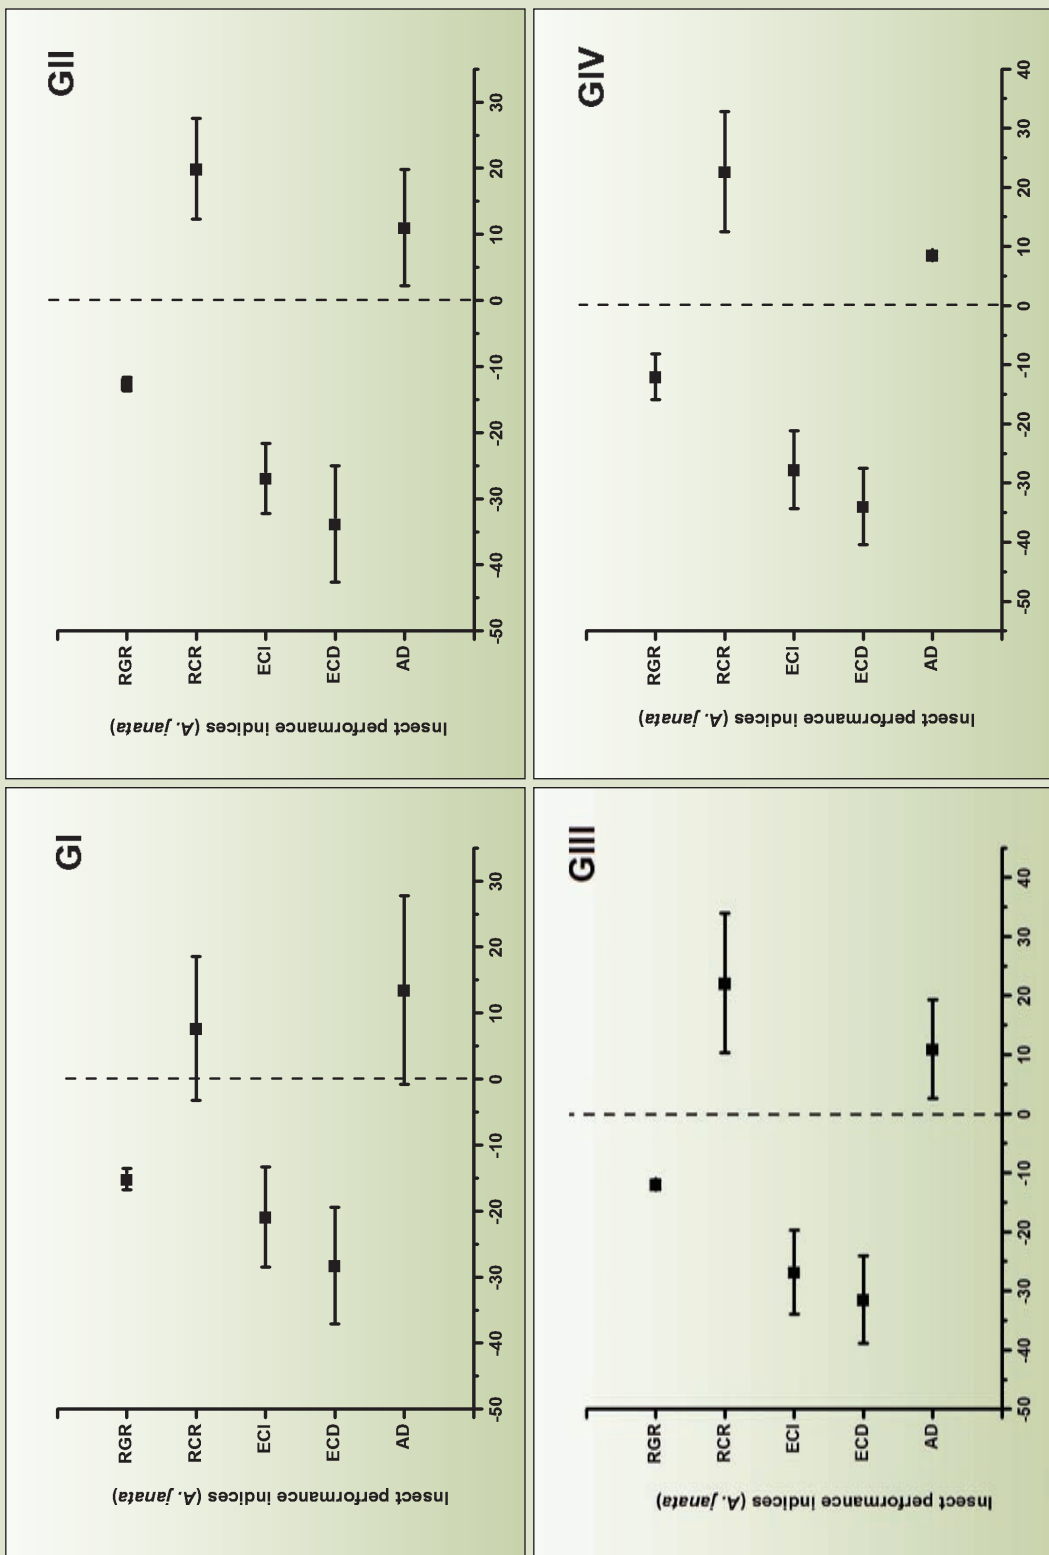 GI
Insect performance indices (A. janata)
RGR
RCR
ECI
ECD
AD
-50 -40 -30 -20 -10 0 10 20 30
GII
Insect performance indices (A. janata)
RGR
RCR
ECI
ECD
AD
-50 -40 -30 -20 -10 0 10 20 30
GIII
Insect performance indices (A. janata)
RGR
RCR
ECI
ECD
AD
-50 -40 -30 -20 -10 0 10 20 30 40
GIV
Insect performance indices (A. janata)
RGR
RCR
ECI
ECD
AD
-50 -40 -30 -20 -10 0 10 20 30 40